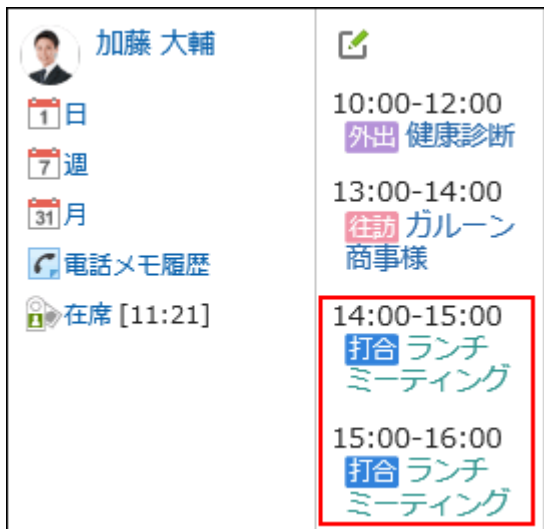 加藤 大輔
1 日
7 週
31 月
電話メモ履歴
在席 [11:21]
10:00-12:00
外出 健康診断
13:00-14:00
往訪 ガルーン
商事様
14:00-15:00
打合 ランチ
ミーティング
15:00-16:00
打合 ランチ
ミーティング